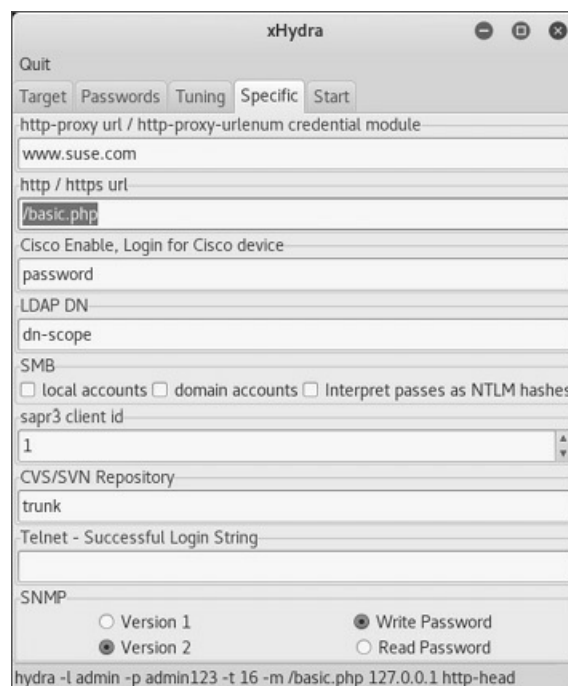 xHydra
Quit
Target Passwords Tuning Specific Start
http-proxy url / http-proxy-urlenum credential module
www.suse.com
http / https url
/basic.php
Cisco Enable, Login for Cisco device
password
LDAP DN
dn-scope
SMB
local accounts domain accounts Interpret passes as NTLM hashes
sapr3 client id
1
CVS/SVN Repository
trunk
Telnet - Successful Login String
SNMP
Version 1 Write Password
Version 2 Read Password
hydra -l admin -p admin123 -t 16 -m /basic.php 127.0.0.1 http-head